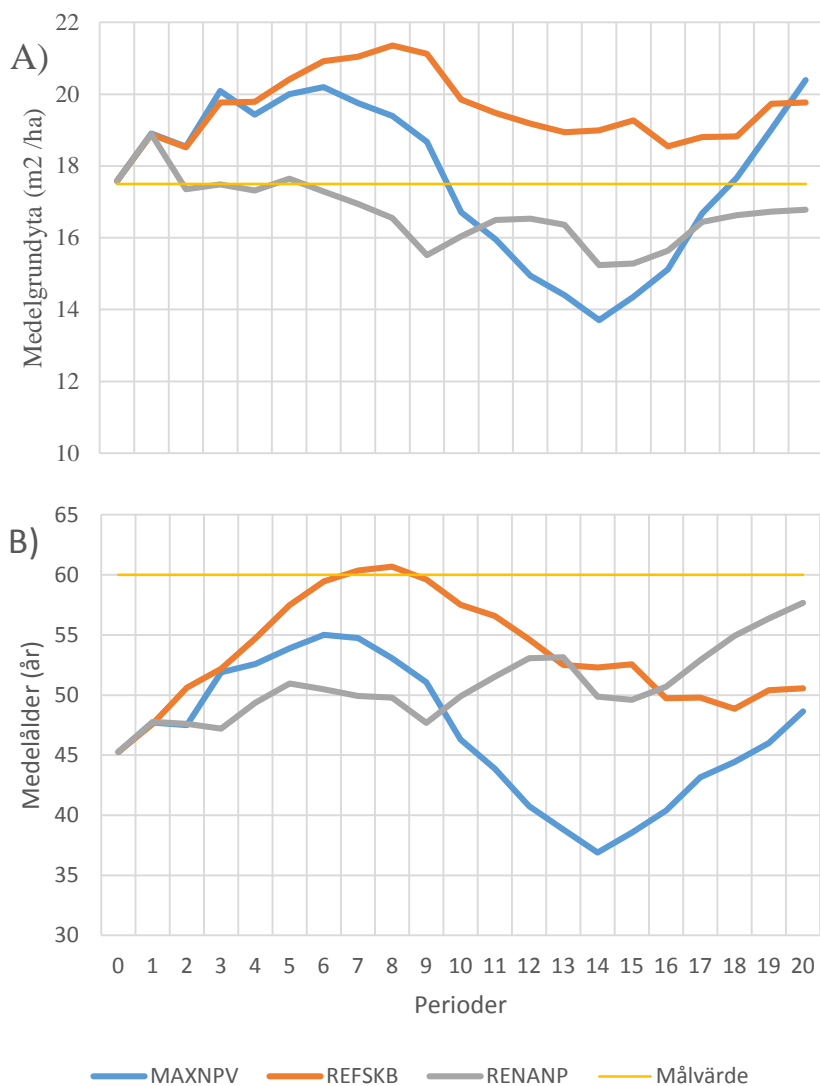 A)
Medelgrundyta (m2 /ha)
22
20
18
16
14
12
10
B)
Medelålder (år)
65
60
55
50
45
40
35
30
0 1 2 3 4 5 6 7 8 9 10 11 12 13 14 15 16 17 18 19 20
Perioder
MAXNPV REFSKB RENANP Målvärde